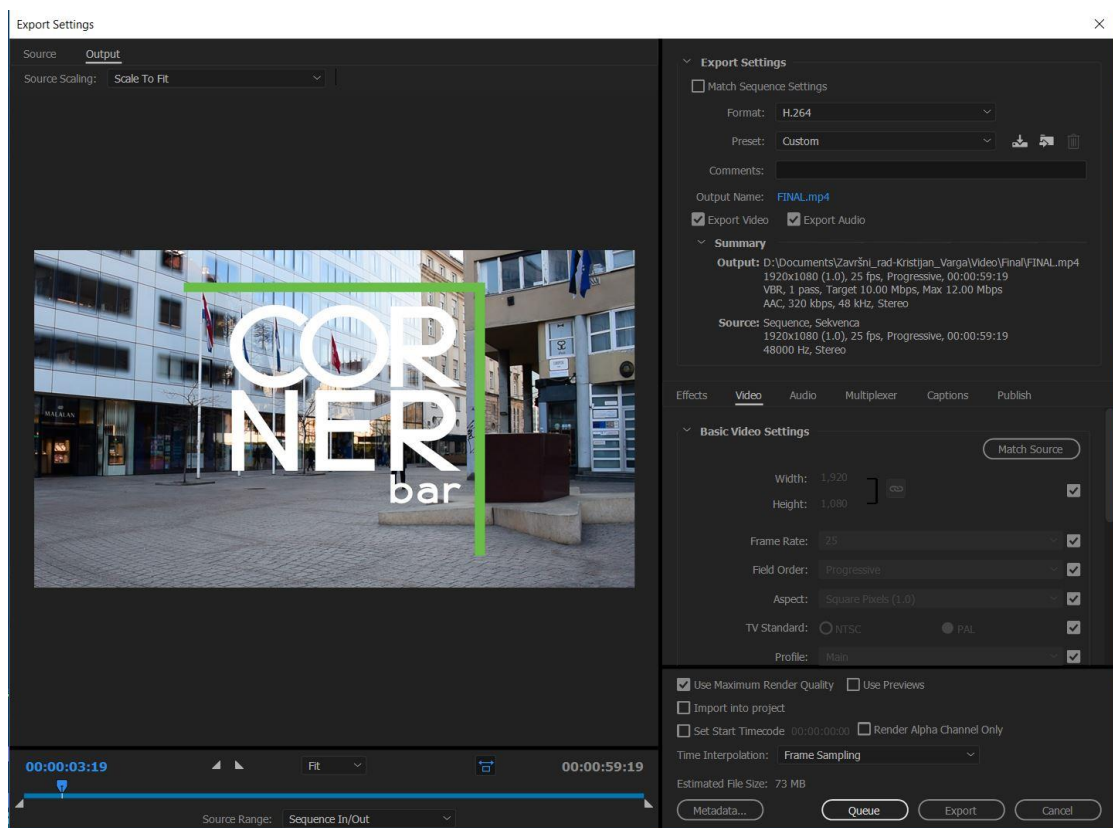 Export Settings
Source Output
Source Scaling: Scale To Fit
MALALAN
COR
NER
bar
00:00:03:19 Fit 00:00:59:19
Source Range: Sequence In/Out
Export Settings
Match Sequence Settings
Format: H.264
Preset: Custom
Comments:
Output Name: FINAL.mp4
Export Video Export Audio
Summary
Output: D:\Documents\Završni_rad-Kristijan_Varga\Video\Final\FINAL.mp4
1920x1080 (1.0), 25 fps, Progressive, 00:00:59:19
VBR, 1 pass, Target 10.00 Mbps, Max 12.00 Mbps
AAC, 320 kbps, 48 kHz, Stereo
Source: Sequence, Sekvenca
1920x1080 (1.0), 25 fps, Progressive, 00:00:59:19
48000 Hz, Stereo
Effects Video Audio Multiplexer Captions Publish
Basic Video Settings
Match Source
Width: 1,920
Height: 1,080
Frame Rate: 25
Field Order: Progressive
Aspect: Square Pixels (1.0)
TV Standard: NTSC PAL
Profile: Main
Use Maximum Render Quality Use Previews
Import into project
Set Start Timecode 00:00:00:00 Render Alpha Channel Only
Time Interpolation: Frame Sampling
Estimated File Size: 73 MB
Metadata... Queue Export Cancel